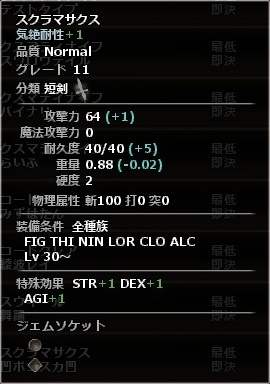 スクラマサクス
気絶耐性+1
品質 Normal
グレード 11
分類 短剣
攻撃力 64 (+1)
魔法攻撃力 0
耐久度 40/40 (+5)
重量 0.88 (-0.02)
硬度 2
物理属性 斬100 打0 突0
装備条件 全種族
FIG THI NIN LOR CLO ALC
Lv 30～
特殊効果 STR+1 DEX+1
AGI+1
ジェムソケット